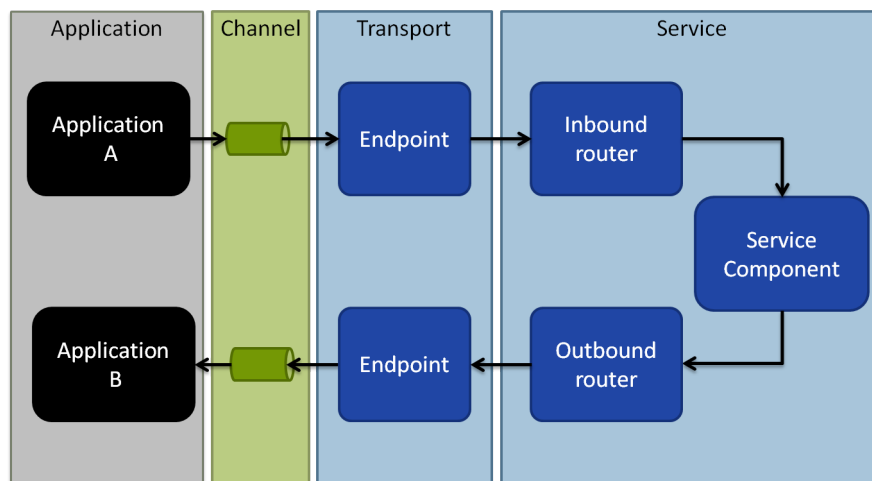 Application
Channel
Transport
Service
Application
A
Endpoint
Inbound
router
Service
Component
Application
B
Endpoint
Outbound
router